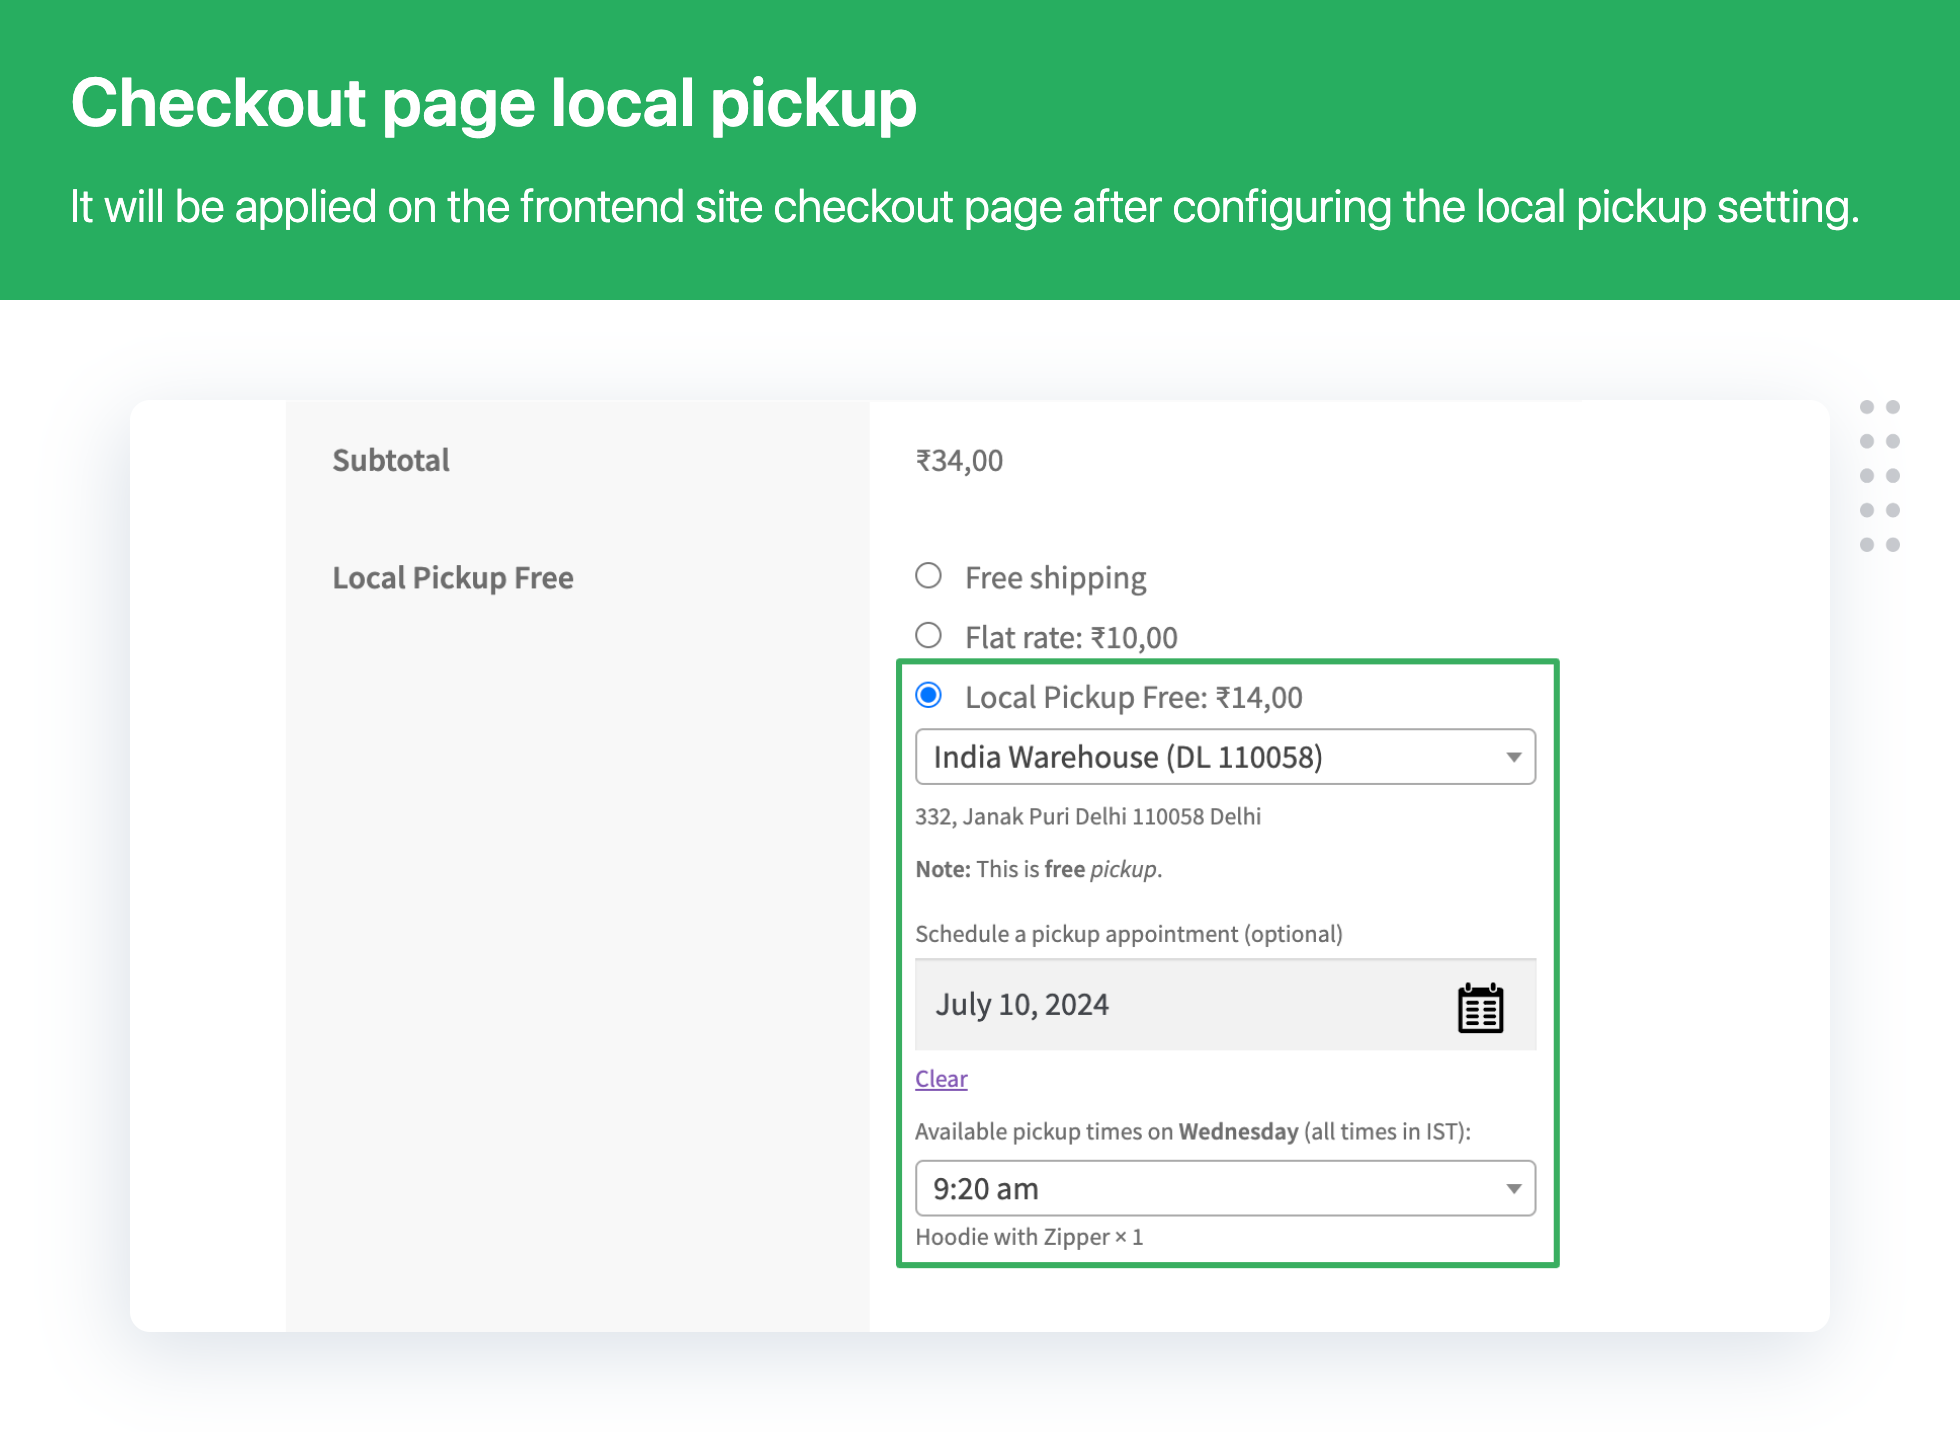 Checkout page local pickup
It will be applied on the frontend site checkout page after configuring the local pickup setting.
Subtotal
₹34,00
Local Pickup Free
Free shipping
Flat rate: ₹10,00
Local Pickup Free: ₹14,00
India Warehouse (DL 110058)
332, Janak Puri Delhi 110058 Delhi
Note: This is free pickup.
Schedule a pickup appointment (optional)
July 10, 2024
Clear
Available pickup times on Wednesday (all times in IST):
9:20 am
Hoodie with Zipper × 1